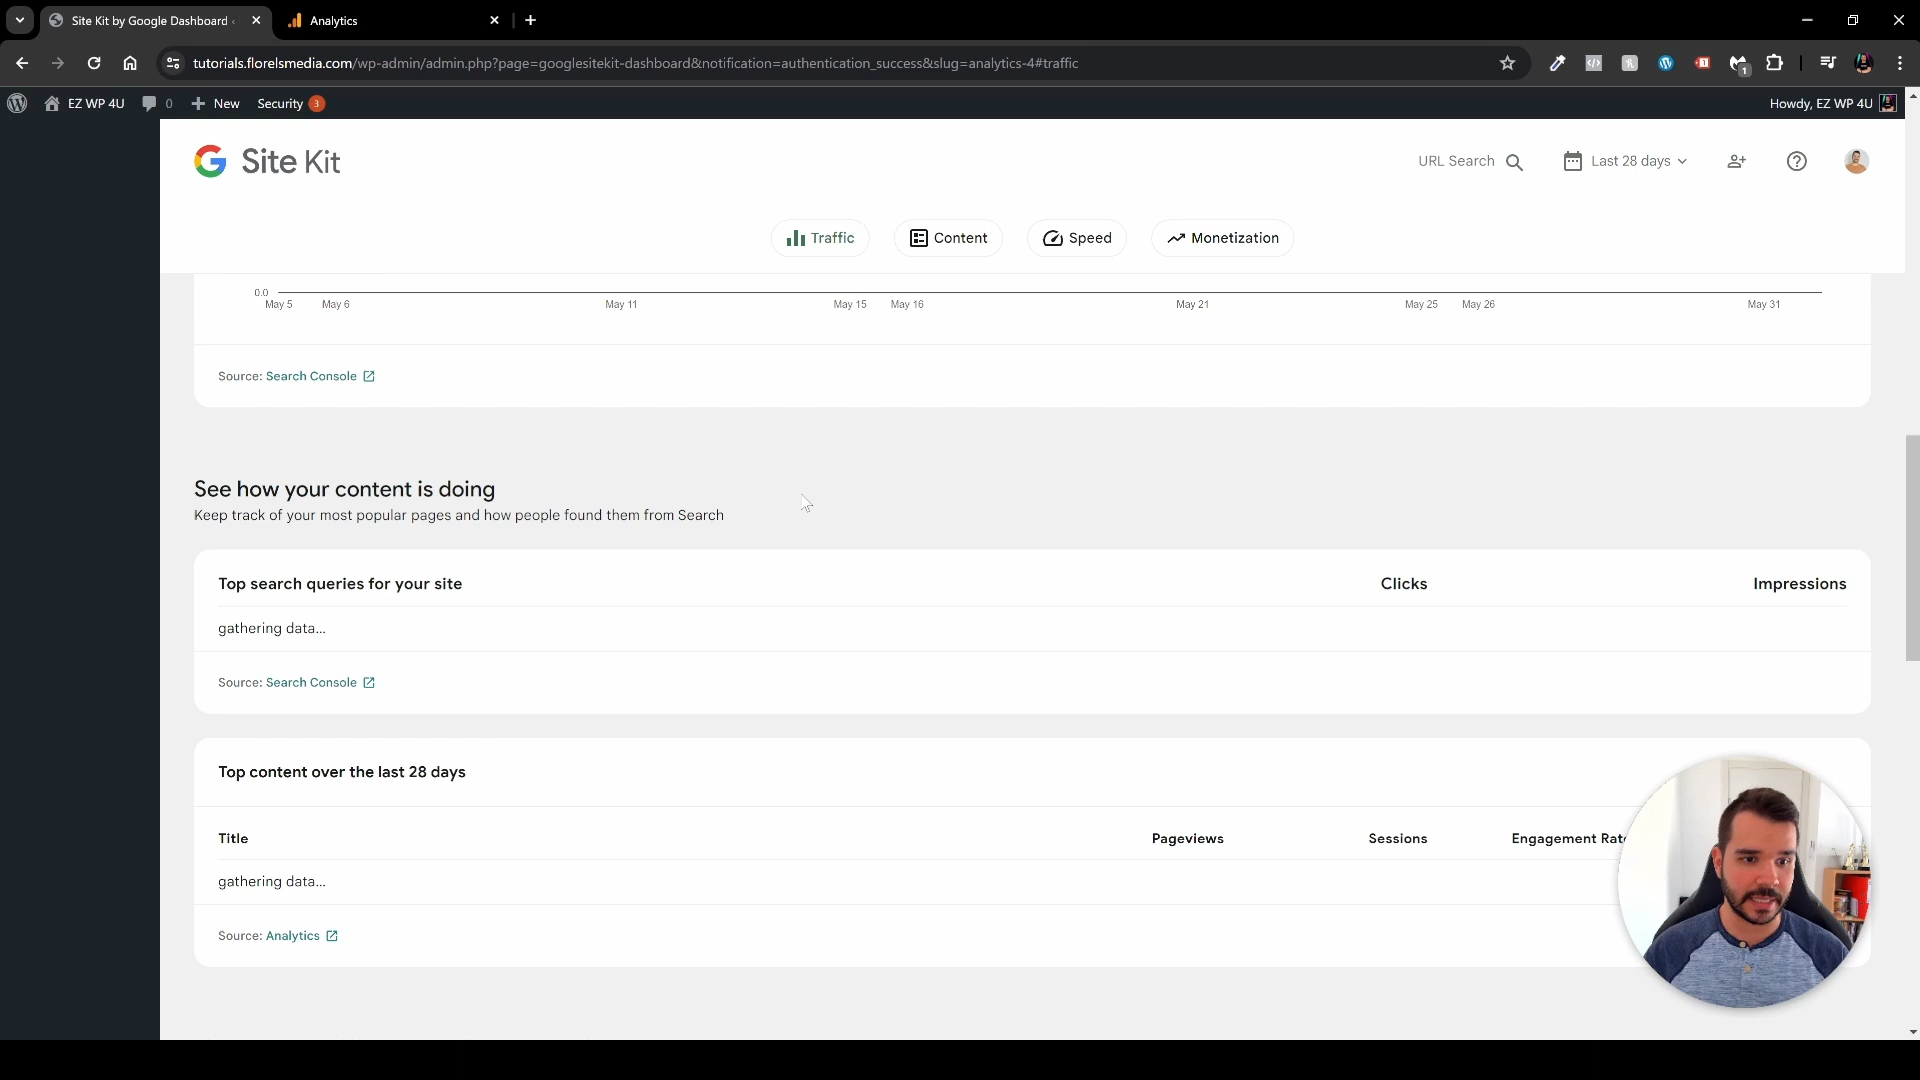 Site Kit by Google Dashboard
Analytics
tutorials.florelsmedia.com/wp-admin/admin.php?page=googlesitekit-dashboard&notification=authentication_success&slug=analytics-4#traffic
1
EZ WP 4U
0
New
Security
3
Howdy, EZ WP 4U
Site Kit
URL Search
Last 28 days
Traffic
Content
Speed
Monetization
0.0
May 5
May 6
May 11
May 15
May 16
May 21
May 25
May 26
May 31
Source: Search Console
See how your content is doing
Keep track of your most popular pages and how people found them from Search
Top search queries for your site
Clicks
Impressions
gathering data...
Source: Search Console
Top content over the last 28 days
Title
Pageviews
Sessions
Engagement Rate
gathering data...
Source: Analytics